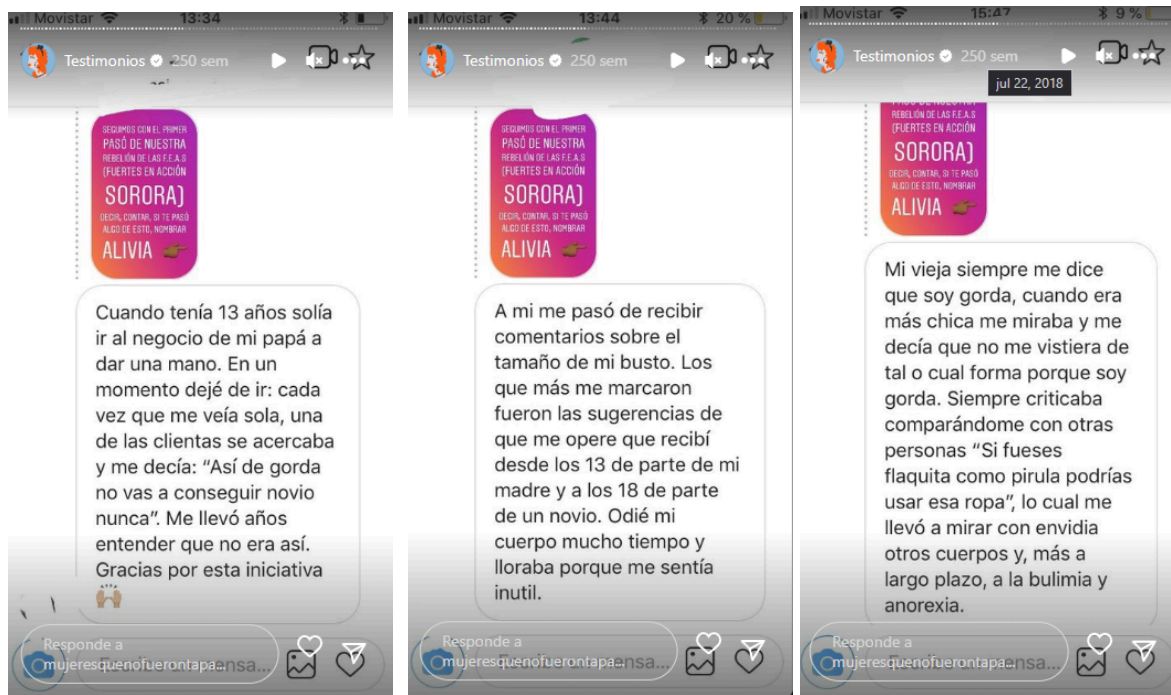 Movistar 13:34
Testimonios 250 sem
SEGUIMOS CON EL PRIMER
PASÓ DE NUESTRA
REBELIÓN DE LAS F.E.A.S
(FUERTES EN ACCIÓN
SORORA)
DECIR, CONTAR, SI TE PASÓ
ALGO DE ESTO, NOMBRAR
ALIVIA
Cuando tenía 13 años solía
ir al negocio de mi papá a
dar una mano. En un
momento dejé de ir: cada
vez que me veía sola, una
de las clientas se acercaba
y me decía: “Así de gorda
no vas a conseguir novio
nunca”. Me llevó años
entender que no era así.
Gracias por esta iniciativa
Responde a
mujeresquenofuerontapa...
Movistar 13:44 20 %
Testimonios 250 sem
SEGUIMOS CON EL PRIMER
PASÓ DE NUESTRA
REBELIÓN DE LAS F.E.A.S
(FUERTES EN ACCIÓN
SORORA)
DECIR, CONTAR, SI TE PASÓ
ALGO DE ESTO, NOMBRAR
ALIVIA
A mi me pasó de recibir
comentarios sobre el
tamaño de mi busto. Los
que más me marcaron
fueron las sugerencias de
que me opere que recibí
desde los 13 de parte de mi
madre y a los 18 de parte
de un novio. Odié mi
cuerpo mucho tiempo y
lloraba porque me sentía
inutil.
Responde a
mujeresquenofuerontapa...
Movistar 15:47 9 %
Testimonios 250 sem
jul 22, 2018
PASÓ DE NUESTRA
REBELIÓN DE LAS F.E.A.S
(FUERTES EN ACCIÓN
SORORA)
DECIR, CONTAR, SI TE PASÓ
ALGO DE ESTO, NOMBRAR
ALIVIA
Mi vieja siempre me dice
que soy gorda, cuando era
más chica me miraba y me
decía que no me vistiera de
tal o cual forma porque soy
gorda. Siempre criticaba
comparándome con otras
personas “Si fueses
flaquita como pirula podrías
usar esa ropa”, lo cual me
llevó a mirar con envidia
otros cuerpos y, más a
largo plazo, a la bulimia y
anorexia.
Responde a
mujeresquenofuerontapa...